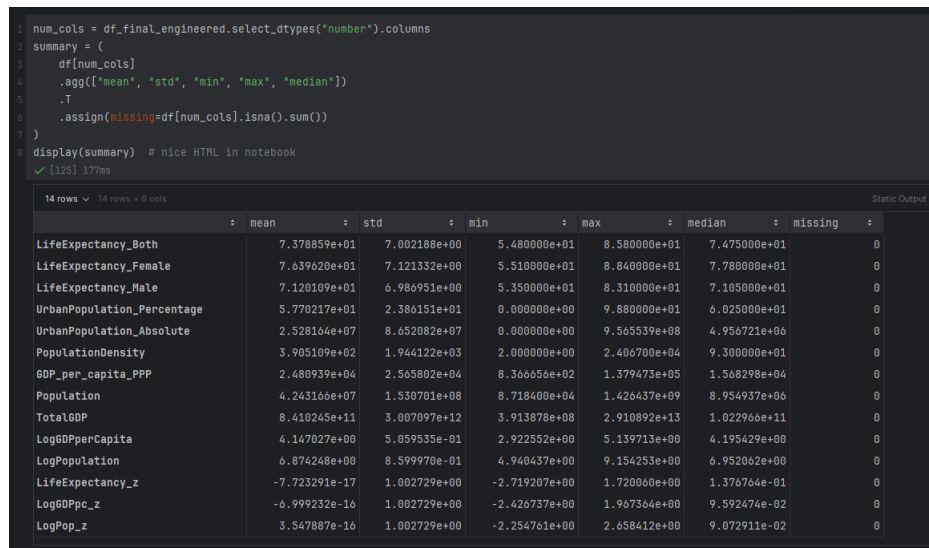 1 num_cols = df_final_engineered.select_dtypes("number").columns
2 summary = (
3     df[num_cols]
4     .agg(["mean", "std", "min", "max", "median"])
5     .T
6     .assign(missing=df[num_cols].isna().sum())
7 )
8 display(summary)  # nice HTML in notebook
✓ [125] 177ms
14 rows ∨ 14 rows × 6 cols Static Output
mean std min max median missing
LifeExpectancy_Both 7.378859e+01 7.002188e+00 5.480000e+01 8.580000e+01 7.475000e+01 0
LifeExpectancy_Female 7.639620e+01 7.121332e+00 5.510000e+01 8.840000e+01 7.780000e+01 0
LifeExpectancy_Male 7.120109e+01 6.986951e+00 5.350000e+01 8.310000e+01 7.105000e+01 0
UrbanPopulation_Percentage 5.770217e+01 2.386151e+01 0.000000e+00 9.880000e+01 6.025000e+01 0
UrbanPopulation_Absolute 2.528164e+07 8.652082e+07 0.000000e+00 9.565539e+08 4.956721e+06 0
PopulationDensity 3.905109e+02 1.944122e+03 2.000000e+00 2.406700e+04 9.300000e+01 0
GDP_per_capita_PPP 2.480939e+04 2.565802e+04 8.366656e+02 1.379473e+05 1.568298e+04 0
Population 4.243166e+07 1.530701e+08 8.718400e+04 1.426437e+09 8.954937e+06 0
TotalGDP 8.410245e+11 3.007097e+12 3.913878e+08 2.910892e+13 1.022966e+11 0
LogGDPperCapita 4.147027e+00 5.059535e-01 2.922552e+00 5.139713e+00 4.195429e+00 0
LogPopulation 6.874248e+00 8.599970e-01 4.940437e+00 9.154253e+00 6.952062e+00 0
LifeExpectancy_z -7.723291e-17 1.002729e+00 -2.719207e+00 1.720060e+00 1.376764e-01 0
LogGDPpc_z -6.999232e-16 1.002729e+00 -2.426737e+00 1.967364e+00 9.592474e-02 0
LogPop_z 3.547887e-16 1.002729e+00 -2.254761e+00 2.658412e+00 9.072911e-02 0